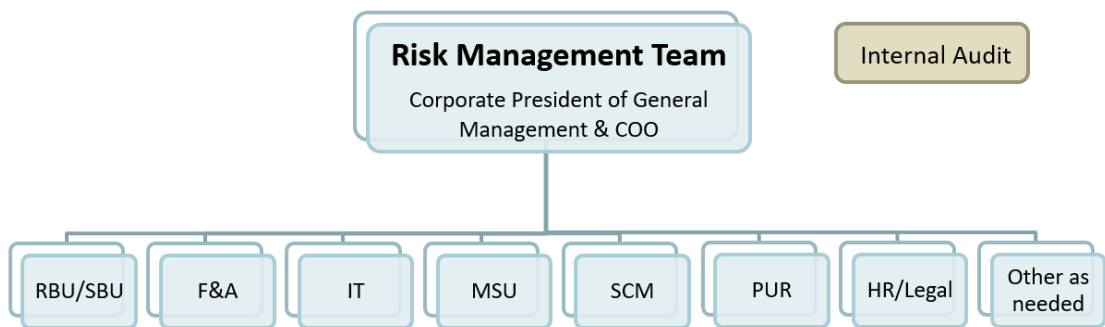 Risk Management Team
Corporate President of General
Management & COO
Internal Audit
RBU/SBU
F&A
IT
MSU
SCM
PUR
HR/Legal
Other as
needed